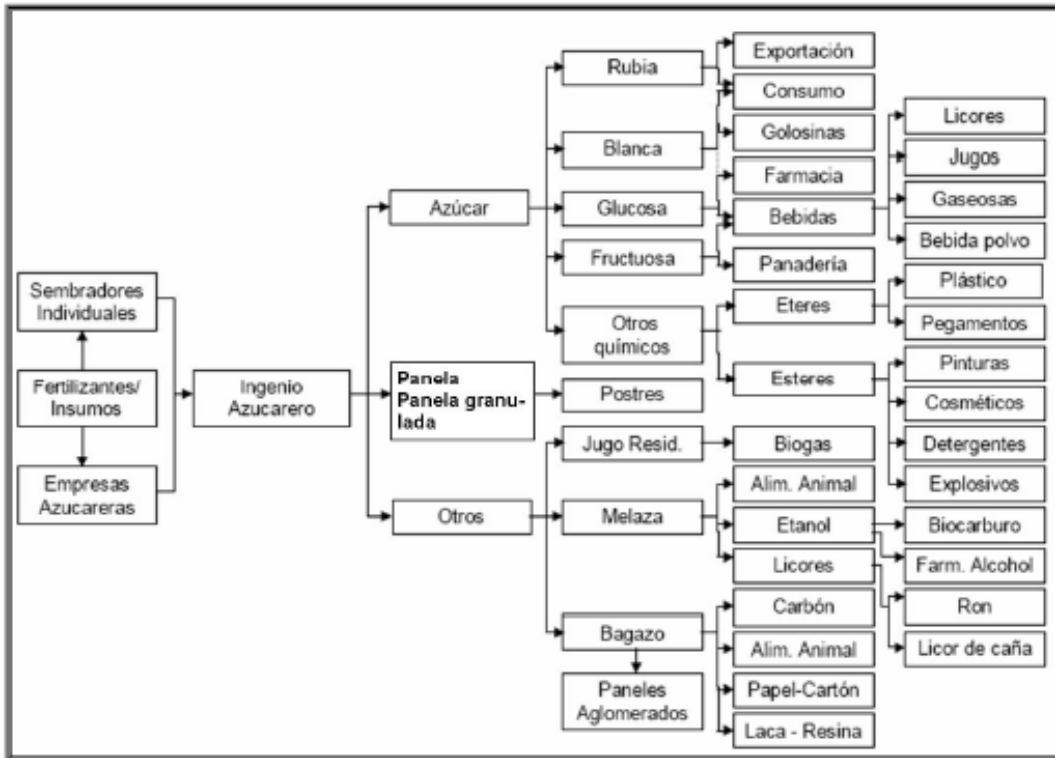 Sembradores
Individuales
Fertilizantes/
Insumos
Empresas
Azucareras
Ingenio
Azucarero
Azúcar
Panela
Panela granu-
lada
Otros
Rubia
Blanca
Glucosa
Fructuosa
Otros
químicos
Postres
Jugo Resid.
Melaza
Bagazo
Paneles
Aglomerados
Exportación
Consumo
Golosinas
Farmacia
Bebidas
Panadería
Eteres
Esteres
Biogas
Alim. Animal
Etanol
Licores
Carbón
Alim. Animal
Papel-Cartón
Laca - Resina
Licores
Jugos
Gaseosas
Bebida polvo
Plástico
Pegamentos
Pinturas
Cosméticos
Detergentes
Explosivos
Biocarburo
Farm. Alcohol
Ron
Licor de caña